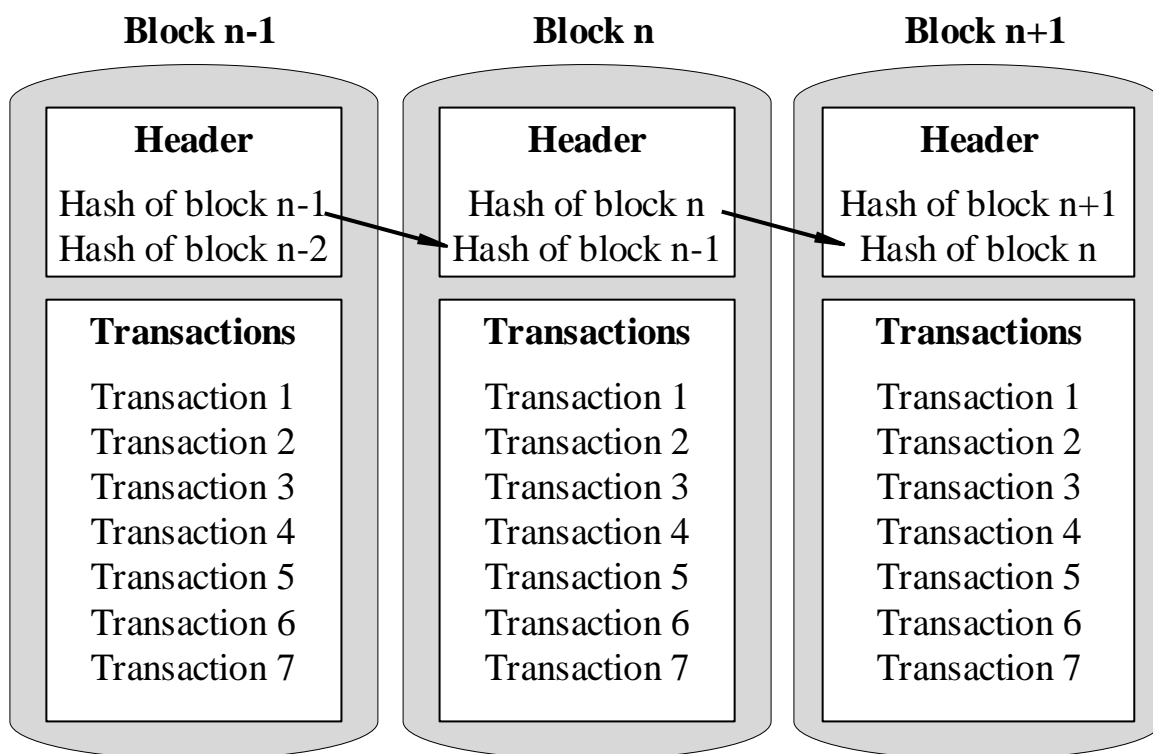 Block n-1
Header
Hash of block n-1
Hash of block n-2
Transactions
Transaction 1
Transaction 2
Transaction 3
Transaction 4
Transaction 5
Transaction 6
Transaction 7
Block n
Header
Hash of block n
Hash of block n-1
Transactions
Transaction 1
Transaction 2
Transaction 3
Transaction 4
Transaction 5
Transaction 6
Transaction 7
Block n+1
Header
Hash of block n+1
Hash of block n
Transactions
Transaction 1
Transaction 2
Transaction 3
Transaction 4
Transaction 5
Transaction 6
Transaction 7